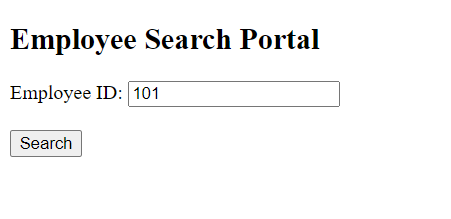 Employee Search Portal
Employee ID: 101
Search